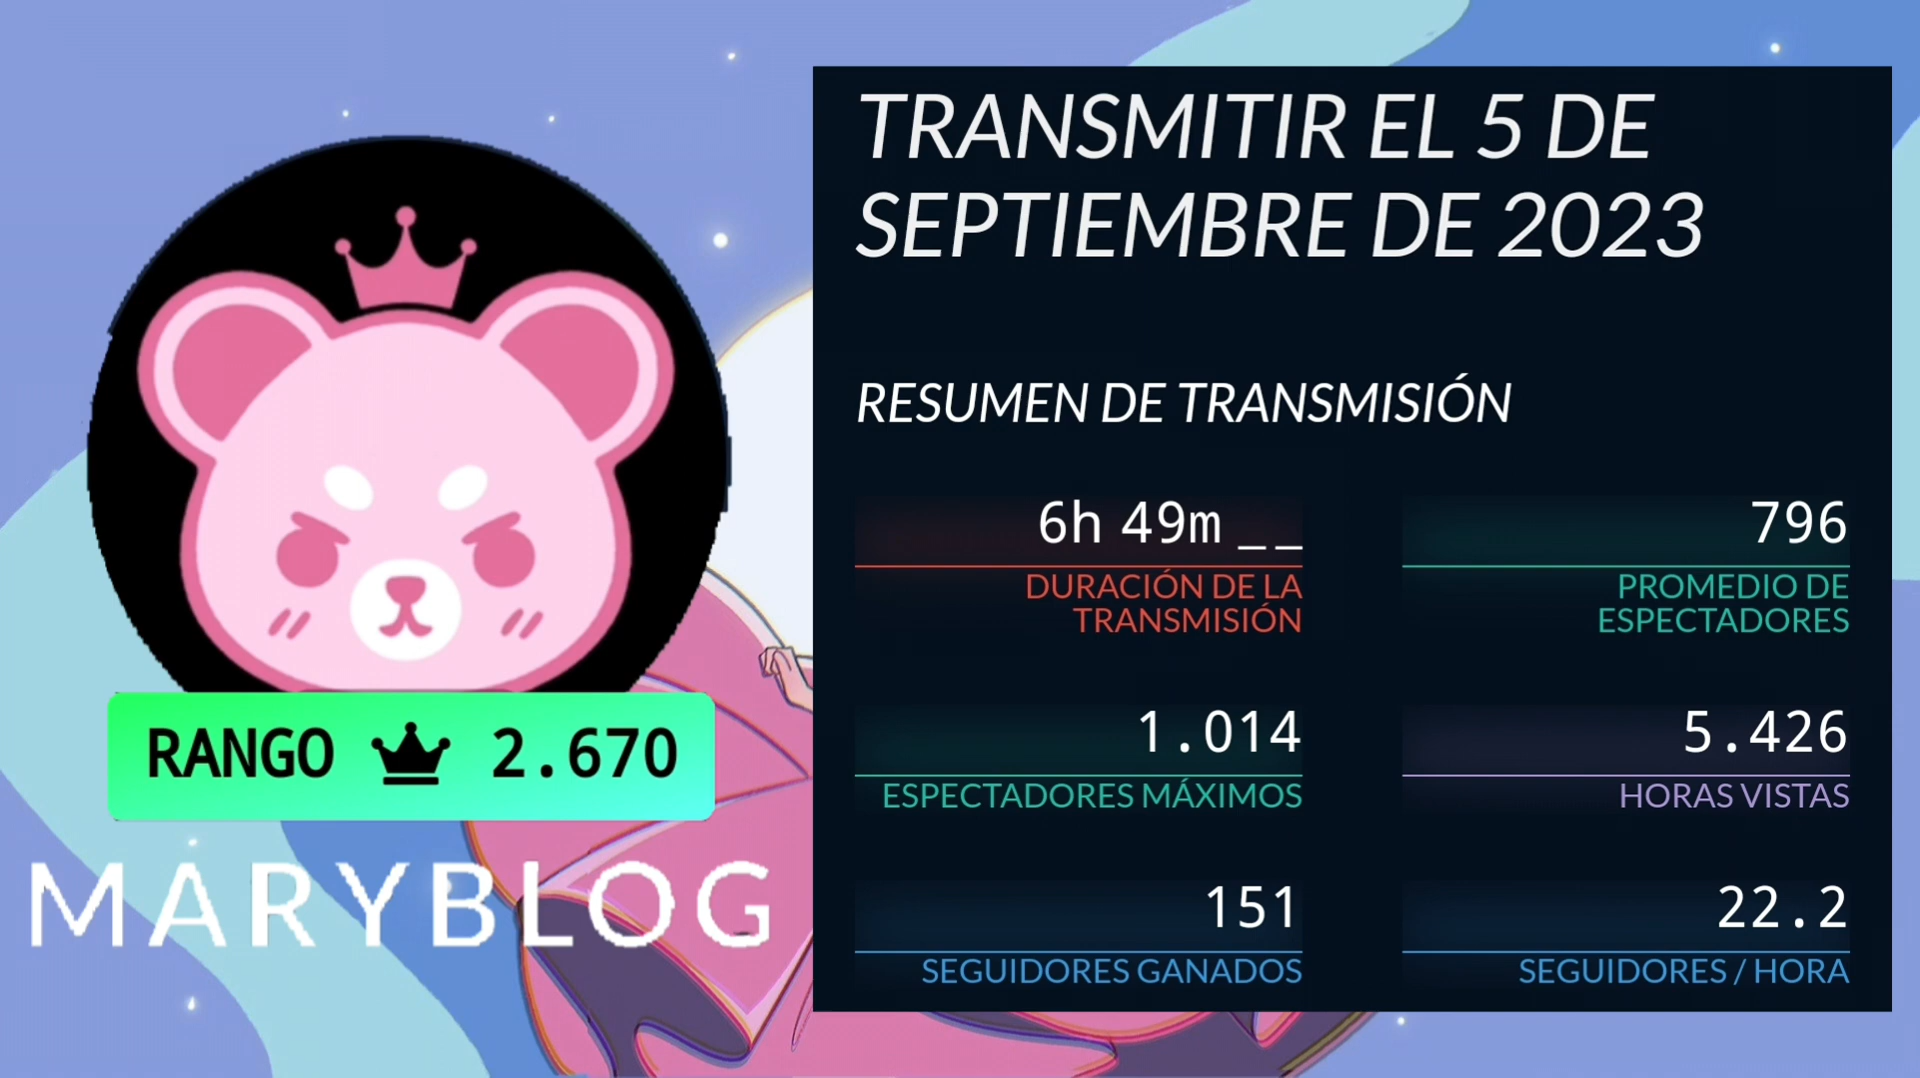 TRANSMITIR EL 5 DE
SEPTIEMBRE DE 2023
RESUMEN DE TRANSMISIÓN
6h 49m _ _
DURACIÓN DE LA
TRANSMISIÓN
796
PROMEDIO DE
ESPECTADORES
1.014
ESPECTADORES MÁXIMOS
5.426
HORAS VISTAS
151
SEGUIDORES GANADOS
22.2
SEGUIDORES / HORA
RANGO 2.670
MARYBLOG